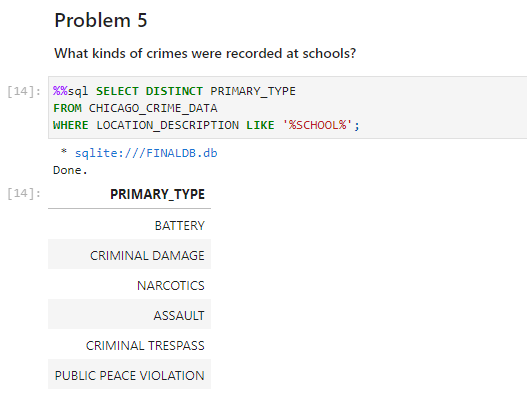 Problem 5
What kinds of crimes were recorded at schools?
[14]: %%sql SELECT DISTINCT PRIMARY_TYPE
FROM CHICAGO_CRIME_DATA
WHERE LOCATION_DESCRIPTION LIKE '%SCHOOL%';
* sqlite:///FINALDB.db
Done.
[14]: PRIMARY_TYPE
BATTERY
CRIMINAL DAMAGE
NARCOTICS
ASSAULT
CRIMINAL TRESPASS
PUBLIC PEACE VIOLATION